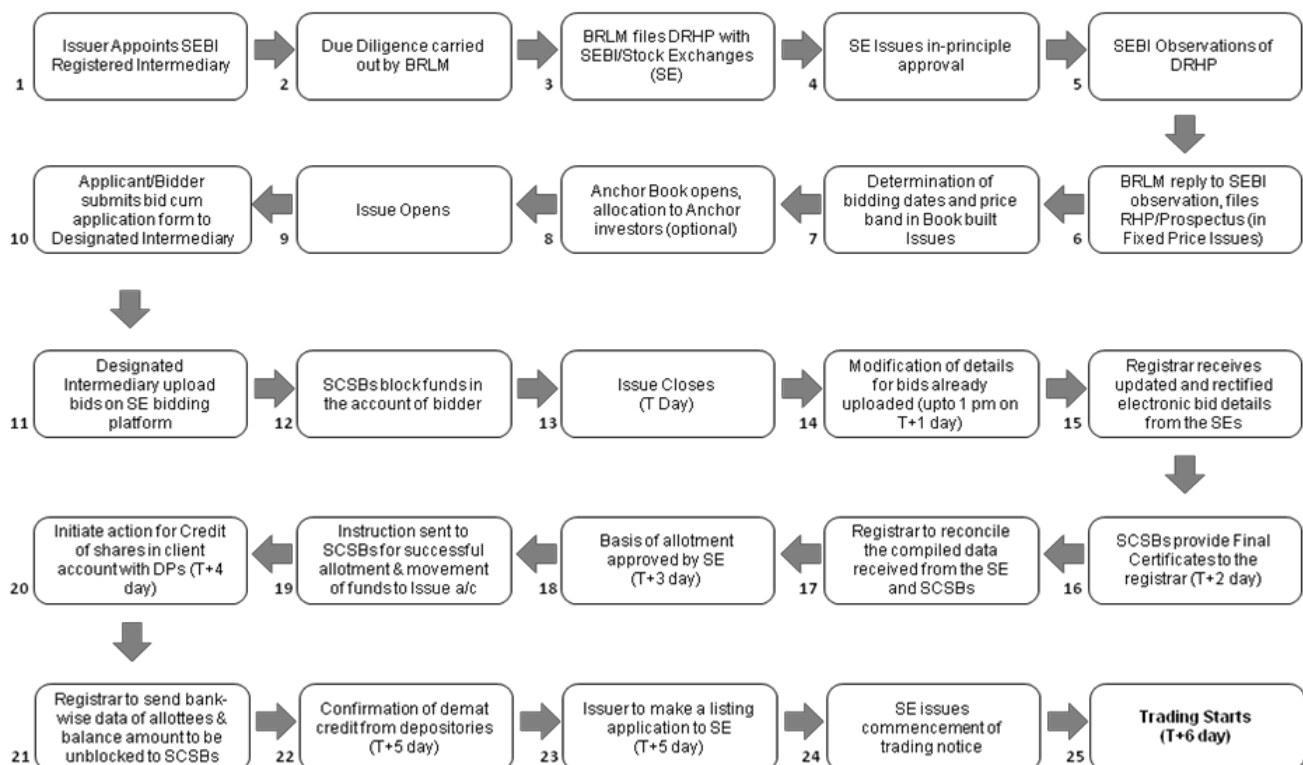 Issuer Appoints SEBI
Registered Intermediary
1
Due Diligence carried
out by BRLM
2
BRLM files DRHP with
SEBI/Stock Exchanges
(SE)
3
SE Issues in-principle
approval
4
SEBI Observations of
DRHP
5
BRLM reply to SEBI
observation, files
RHP/Prospectus (in
Fixed Price Issues)
6
Determination of
bidding dates and price
band in Book built
Issues
7
Anchor Book opens,
allocation to Anchor
investors (optional)
8
Issue Opens
9
Applicant/Bidder
submits bid cum
application form to
Designated Intermediary
10
Designated
Intermediary upload
bids on SE bidding
platform
11
SCSBs block funds in
the account of bidder
12
Issue Closes
(T Day)
13
Modification of details
for bids already
uploaded (upto 1 pm on
T+1 day)
14
Registrar receives
updated and rectified
electronic bid details
from the SEs
15
SCSBs provide Final
Certificates to the
registrar (T+2 day)
16
Registrar to reconcile
the compiled data
received from the SE
and SCSBs
17
Basis of allotment
approved by SE
(T+3 day)
18
Instruction sent to
SCSBs for successful
allotment & movement
of funds to Issue a/c
19
Initiate action for Credit
of shares in client
account with DPs (T+4
day)
20
Registrar to send bank-
wise data of allottees &
balance amount to be
unblocked to SCSBs
21
Confirmation of demat
credit from depositories
(T+5 day)
22
Issuer to make a listing
application to SE
(T+5 day)
23
SE issues
commencement of
trading notice
24
Trading Starts
(T+6 day)
25